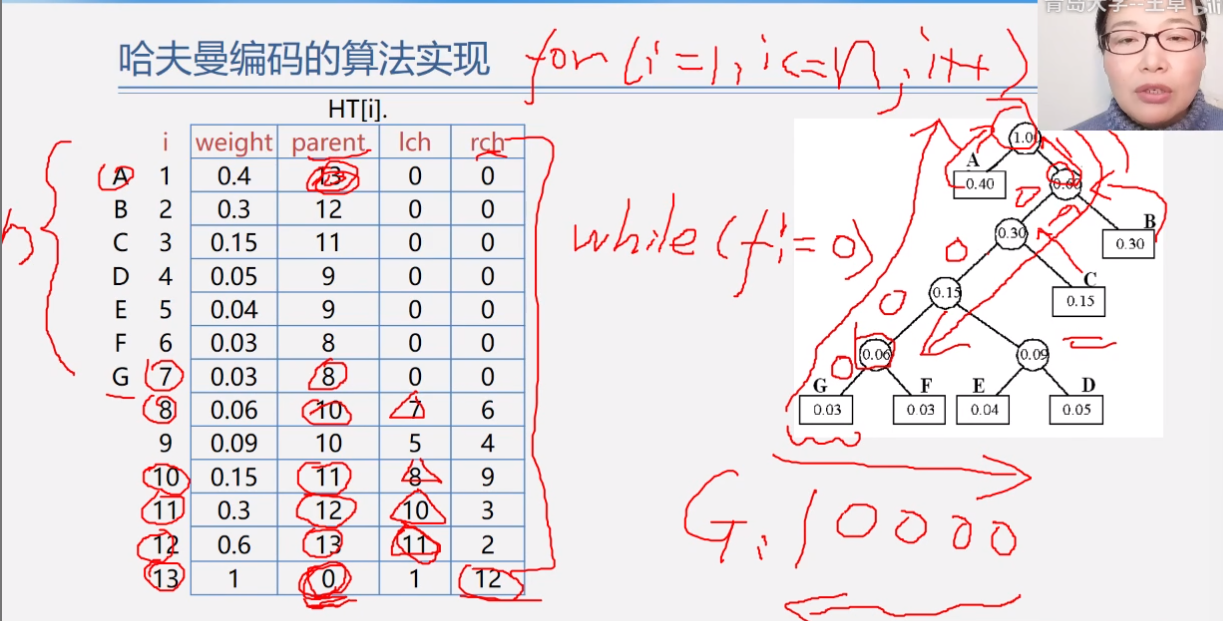 青岛大学--王卓
哈夫曼编码的算法实现
for (i=1; i<=n; i++)
HT[i].
i weight parent lch rch
A 1 0.4 13 0 0
B 2 0.3 12 0 0
C 3 0.15 11 0 0
D 4 0.05 9 0 0
E 5 0.04 9 0 0
F 6 0.03 8 0 0
G 7 0.03 8 0 0
8 0.06 10 7 6
9 0.09 10 5 4
10 0.15 11 8 9
11 0.3 12 10 3
12 0.6 13 11 2
13 1 0 1 12
n
while (f!=0)
1.00
A
0.40 0.60
0
B
0.30 0.30
0
C
0.15 0.15
0
0.06 0.09
0
G F E D
0.03 0.03 0.04 0.05
G: 10000